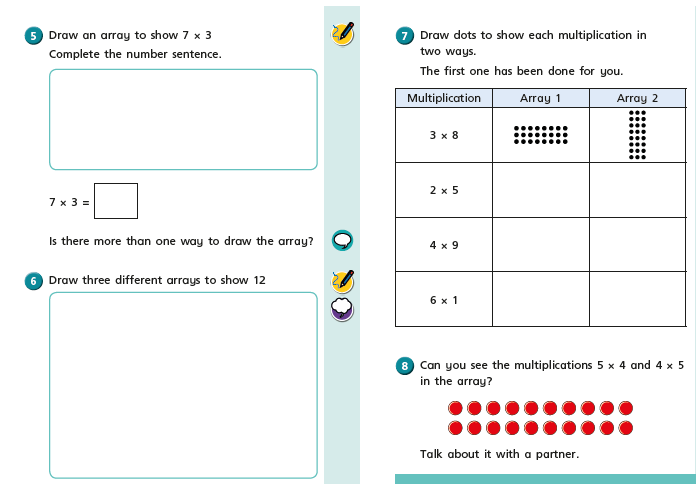 5 Draw an array to show 7 × 3
Complete the number sentence.
7 × 3 =
Is there more than one way to draw the array?
6 Draw three different arrays to show 12
7 Draw dots to show each multiplication in
two ways.
The first one has been done for you.
Multiplication Array 1 Array 2
3 × 8
2 × 5
4 × 9
6 × 1
8 Can you see the multiplications 5 × 4 and 4 × 5
in the array?
Talk about it with a partner.